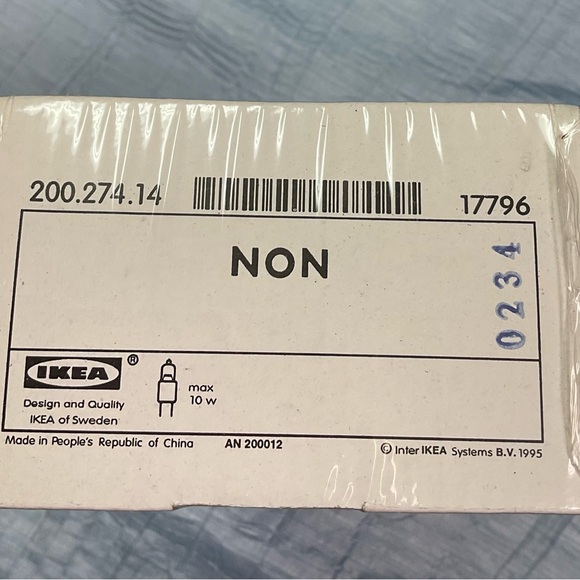 200.274.14 17796
NON
0234
IKEA®
Design and Quality
IKEA of Sweden
max
10 w
Made in People's Republic of China AN 200012 © Inter IKEA Systems B.V. 1995